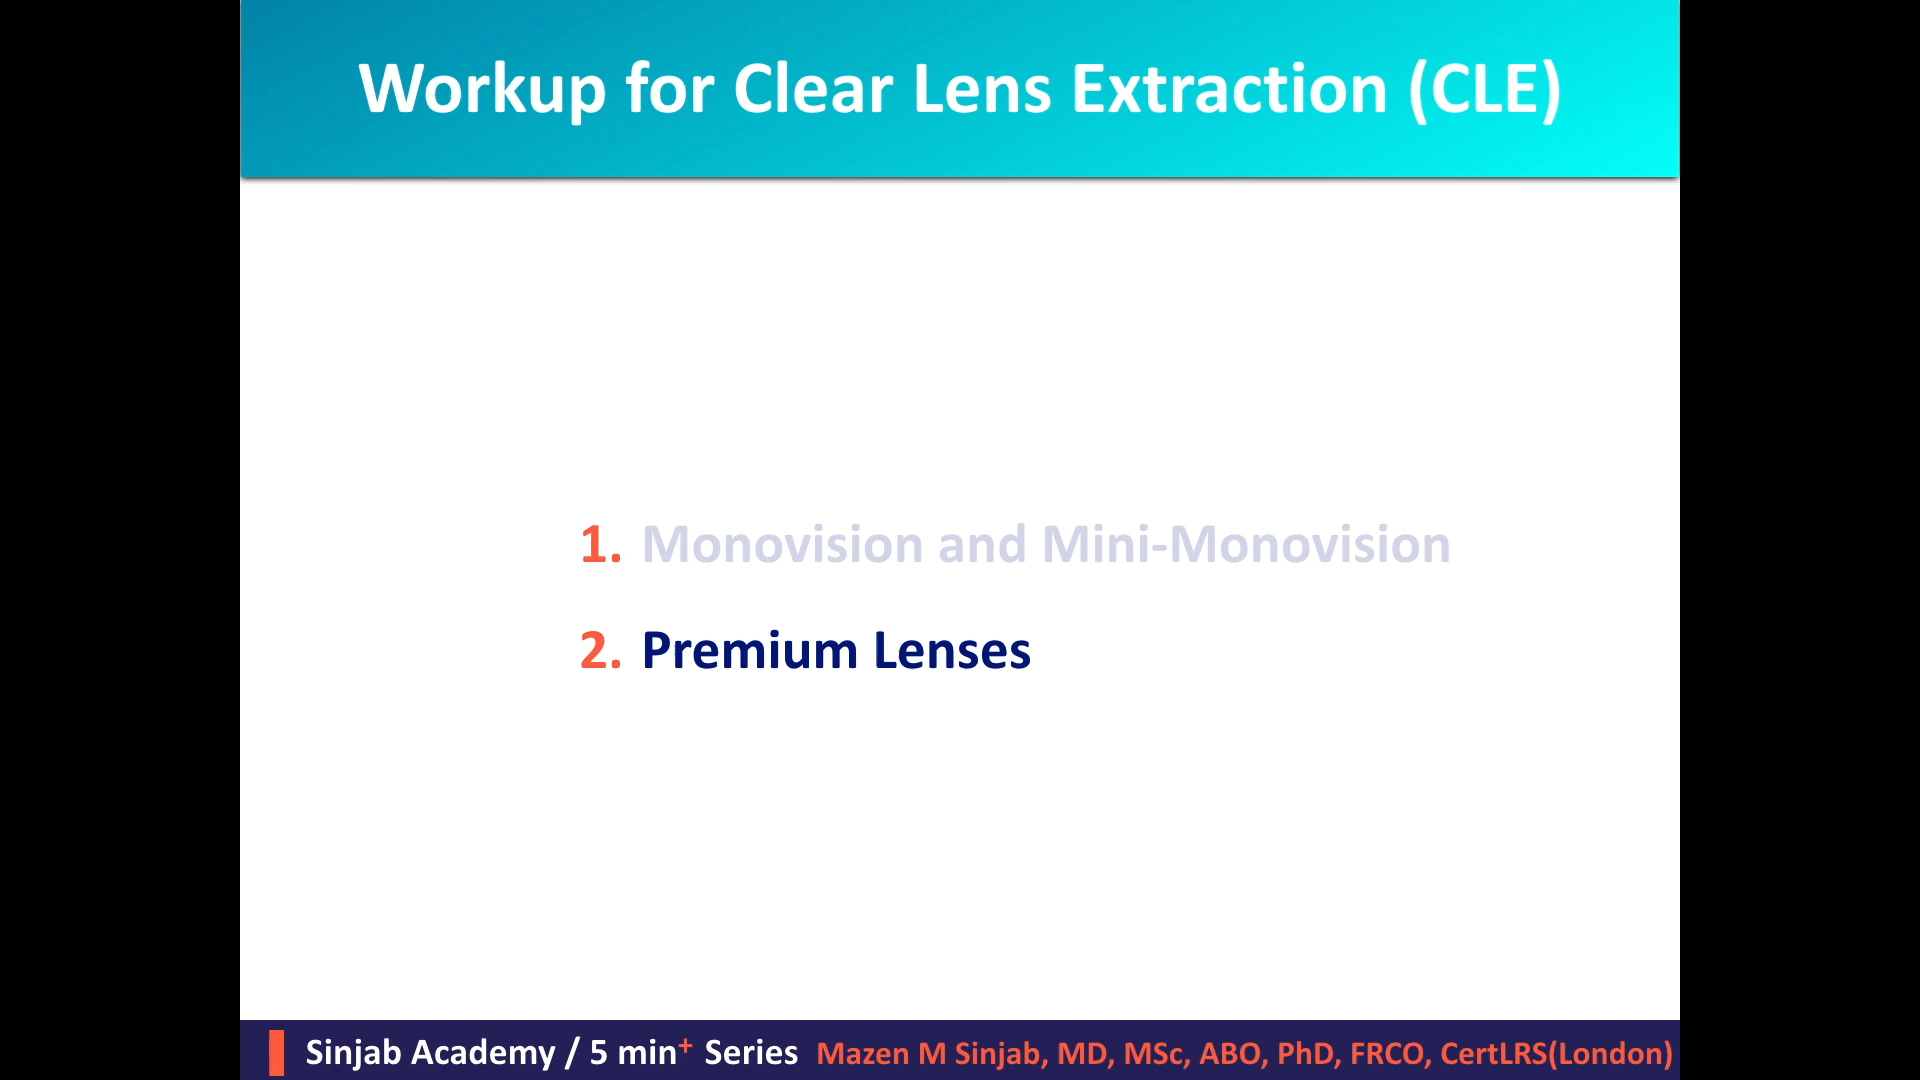 Workup for Clear Lens Extraction (CLE)
1. Monovision and Mini-Monovision
2. Premium Lenses
Sinjab Academy / 5 min+ Series Mazen M Sinjab, MD, MSc, ABO, PhD, FRCO, CertLRS(London)